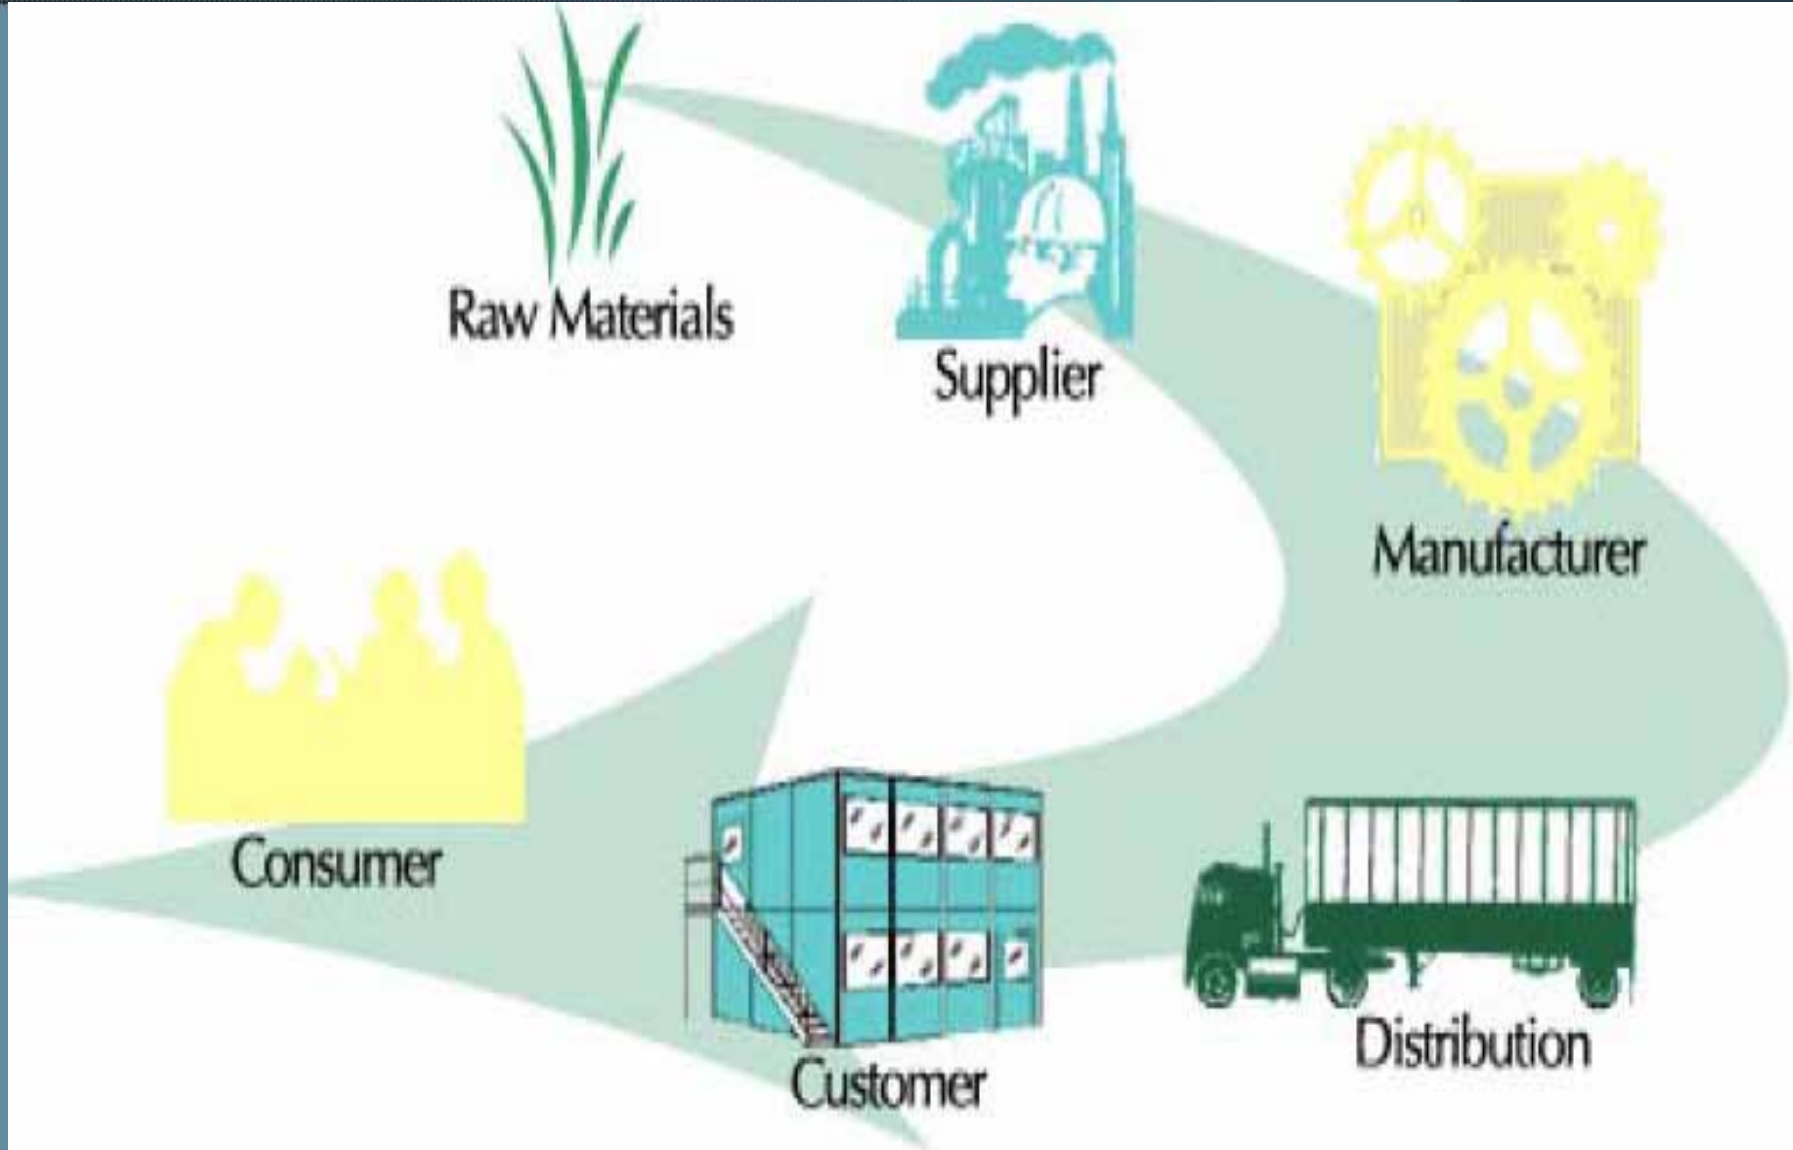 Raw Materials
Supplier
Manufacturer
Distribution
Customer
Consumer